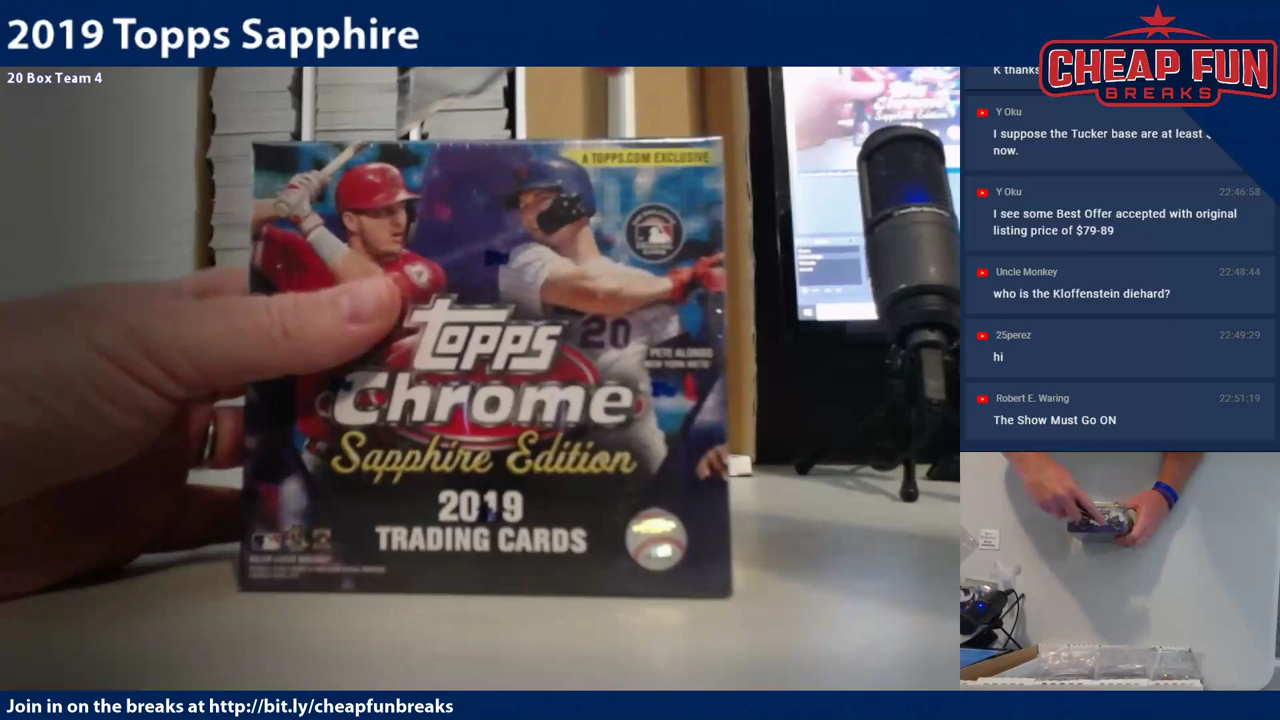 2019 Topps Sapphire
20 Box Team 4
CHEAP FUN
BREAKS
K thanks
Y Oku
I suppose the Tucker base are at least
now.
Y Oku
22:46:58
I see some Best Offer accepted with original
listing price of $79-89
Uncle Monkey
22:48:44
who is the Kloffenstein diehard?
25perez
22:49:29
hi
Robert E. Waring
22:51:19
The Show Must Go ON
A TOPPS.COM EXCLUSIVE
20
PETE ALONSO
NEW YORK METS
topps
Chrome
Sapphire Edition
2019
TRADING CARDS
Chrome
Sapphire Edition
Join in on the breaks at http://bit.ly/cheapfunbreaks